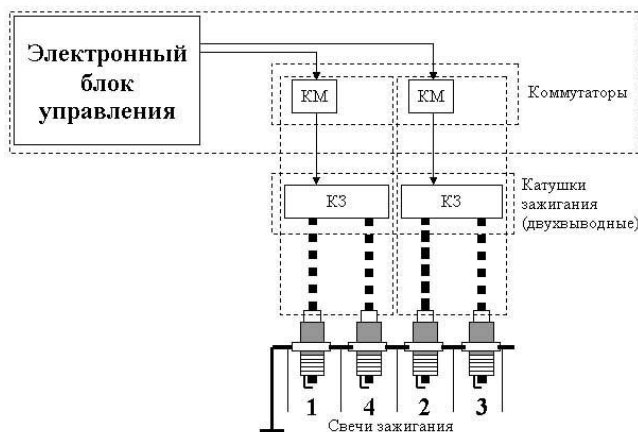 Электронный
блок
управления
КМ
КМ
Коммутаторы
КЗ
КЗ
Катушки
зажигания
(двухвыводные)
1 4 2 3
Свечи зажигания